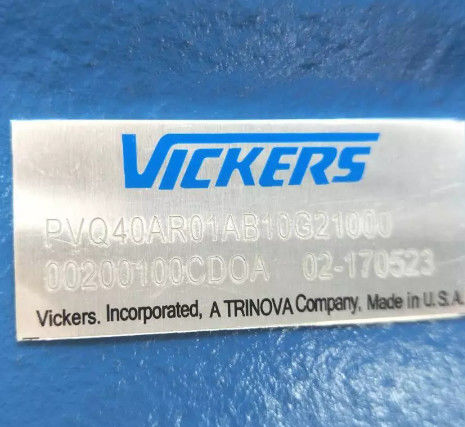 VICKERS
PVQ40AR01AB10G21000
00200100CDOA 02-170523
Vickers. Incorporated, A TRINOVA Company, Made in U.S.A